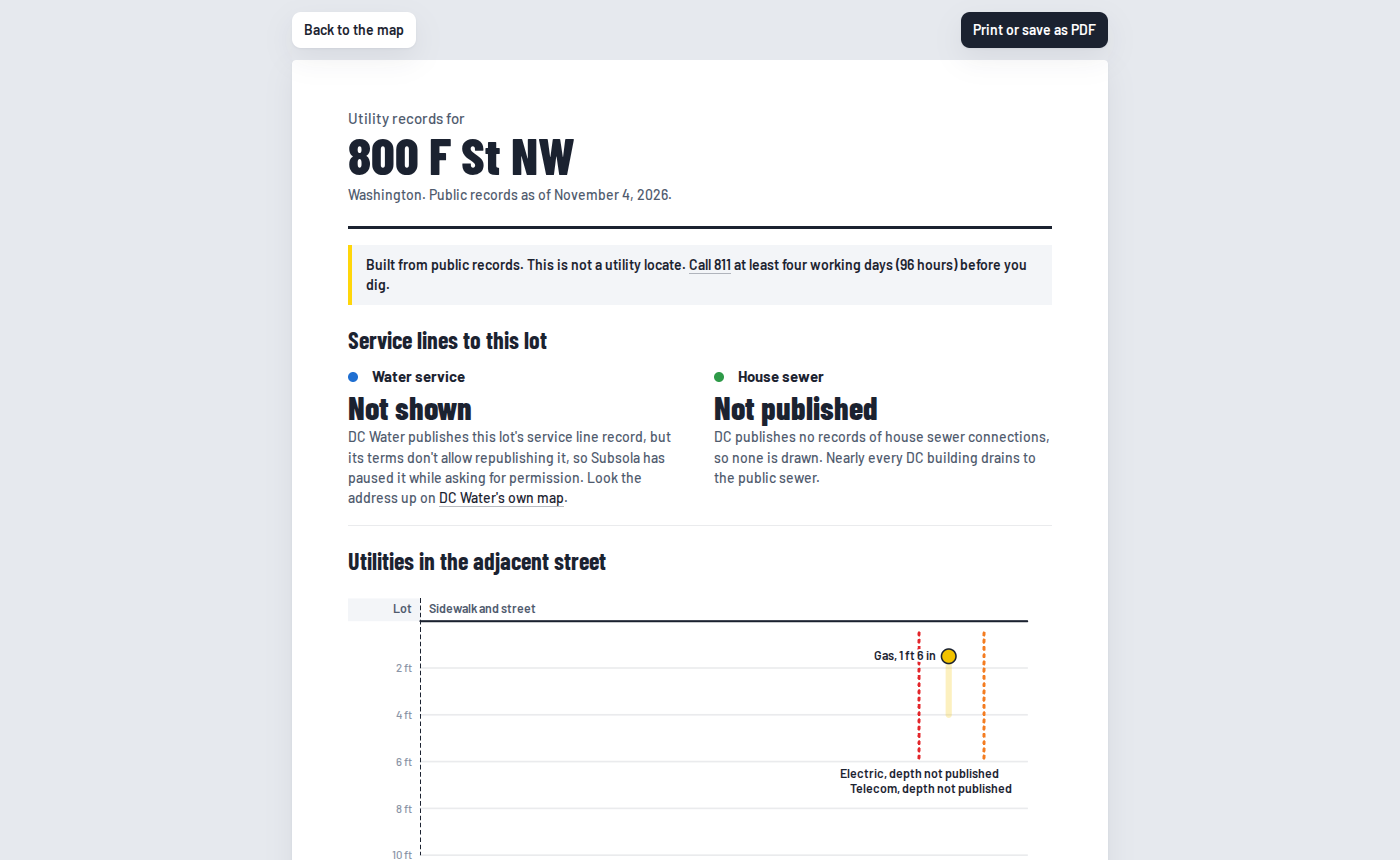 Back to the map
Print or save as PDF
Utility records for
800 F St NW
Washington. Public records as of November 4, 2026.
Built from public records. This is not a utility locate. Call 811 at least four working days (96 hours) before you
dig.
Service lines to this lot
Water service
Not shown
DC Water publishes this lot's service line record, but
its terms don't allow republishing it, so Subsola has
paused it while asking for permission. Look the
address up on DC Water's own map.
House sewer
Not published
DC publishes no records of house sewer connections,
so none is drawn. Nearly every DC building drains to
the public sewer.
Utilities in the adjacent street
Lot
Sidewalk and street
Gas, 1 ft 6 in
2 ft
4 ft
6 ft
Electric, depth not published
Telecom, depth not published
8 ft
10 ft